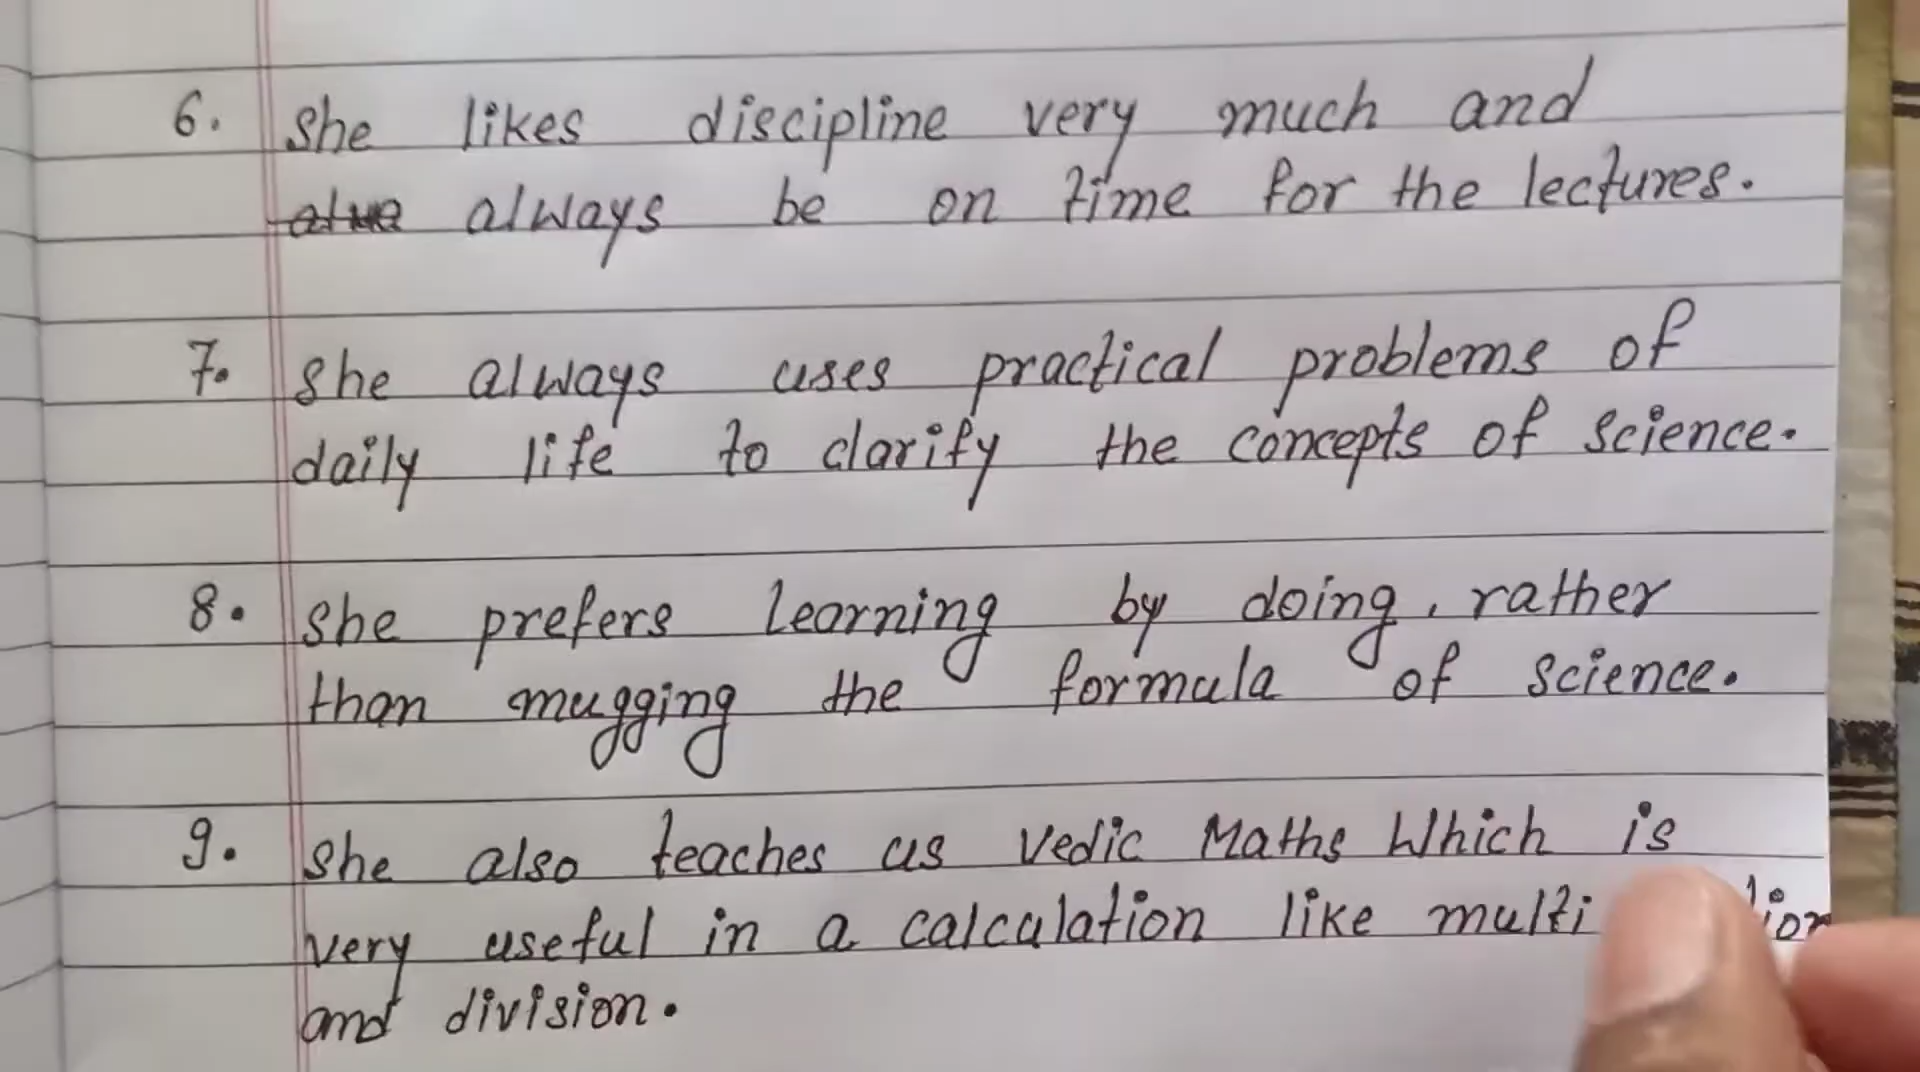 6. She likes discipline very much and
always be on time for the lectures.
7. She always uses practical problems of
daily life to clarify the concepts of science.
8. She prefers learning by doing, rather
than mugging the formula of science.
9. She also teaches us Vedic Maths Which is
very useful in a calculation like
and division.